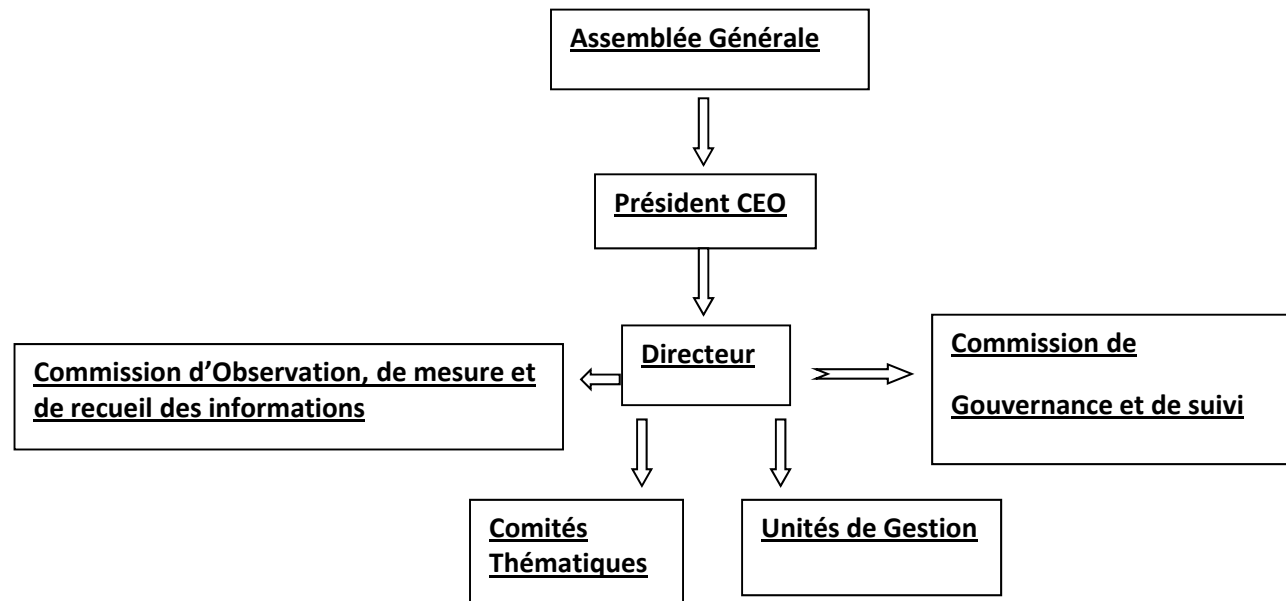 Assemblée Générale
Président CEO
Directeur
Commission de
Gouvernance et de suivi
Commission d’Observation, de mesure et
de recueil des informations
Comités
Thématiques
Unités de Gestion